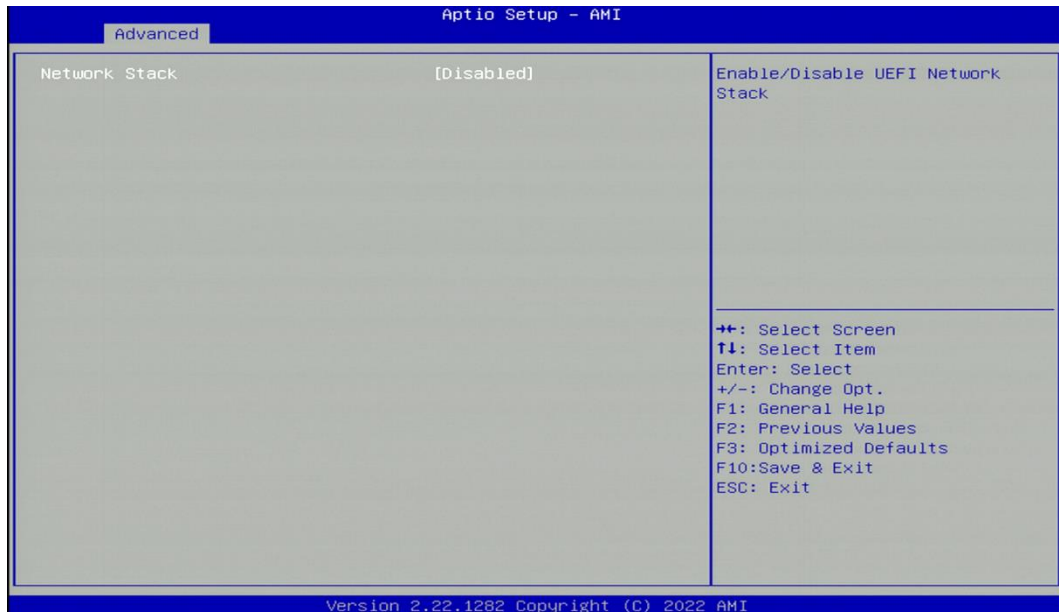 Aptio Setup – AMI
Advanced
Network Stack [Disabled]
Enable/Disable UEFI Network
Stack
→←: Select Screen
↑↓: Select Item
Enter: Select
+/-: Change Opt.
F1: General Help
F2: Previous Values
F3: Optimized Defaults
F10:Save & Exit
ESC: Exit
Version 2.22.1282 Copyright (C) 2022 AMI